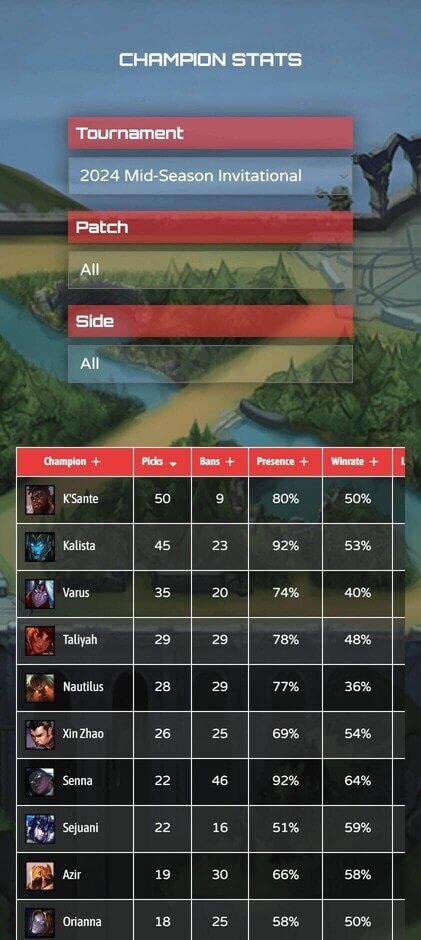 CHAMPION STATS
Tournament
2024 Mid-Season Invitational
Patch
All
Side
All
Champion + Picks Bans + Presence + Winrate +
K'Sante 50 9 80% 50%
Kalista 45 23 92% 53%
Varus 35 20 74% 40%
Taliyah 29 29 78% 48%
Nautilus 28 29 77% 36%
Xin Zhao 26 25 69% 54%
Senna 22 46 92% 64%
Sejuani 22 16 51% 59%
Azir 19 30 66% 58%
Orianna 18 25 58% 50%